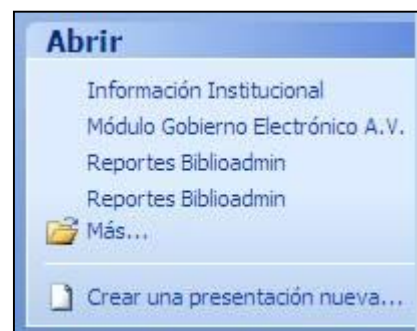 Abrir
Información Institucional
Módulo Gobierno Electrónico A.V.
Reportes Biblioadmin
Reportes Biblioadmin
Más...
Crear una presentación nueva...